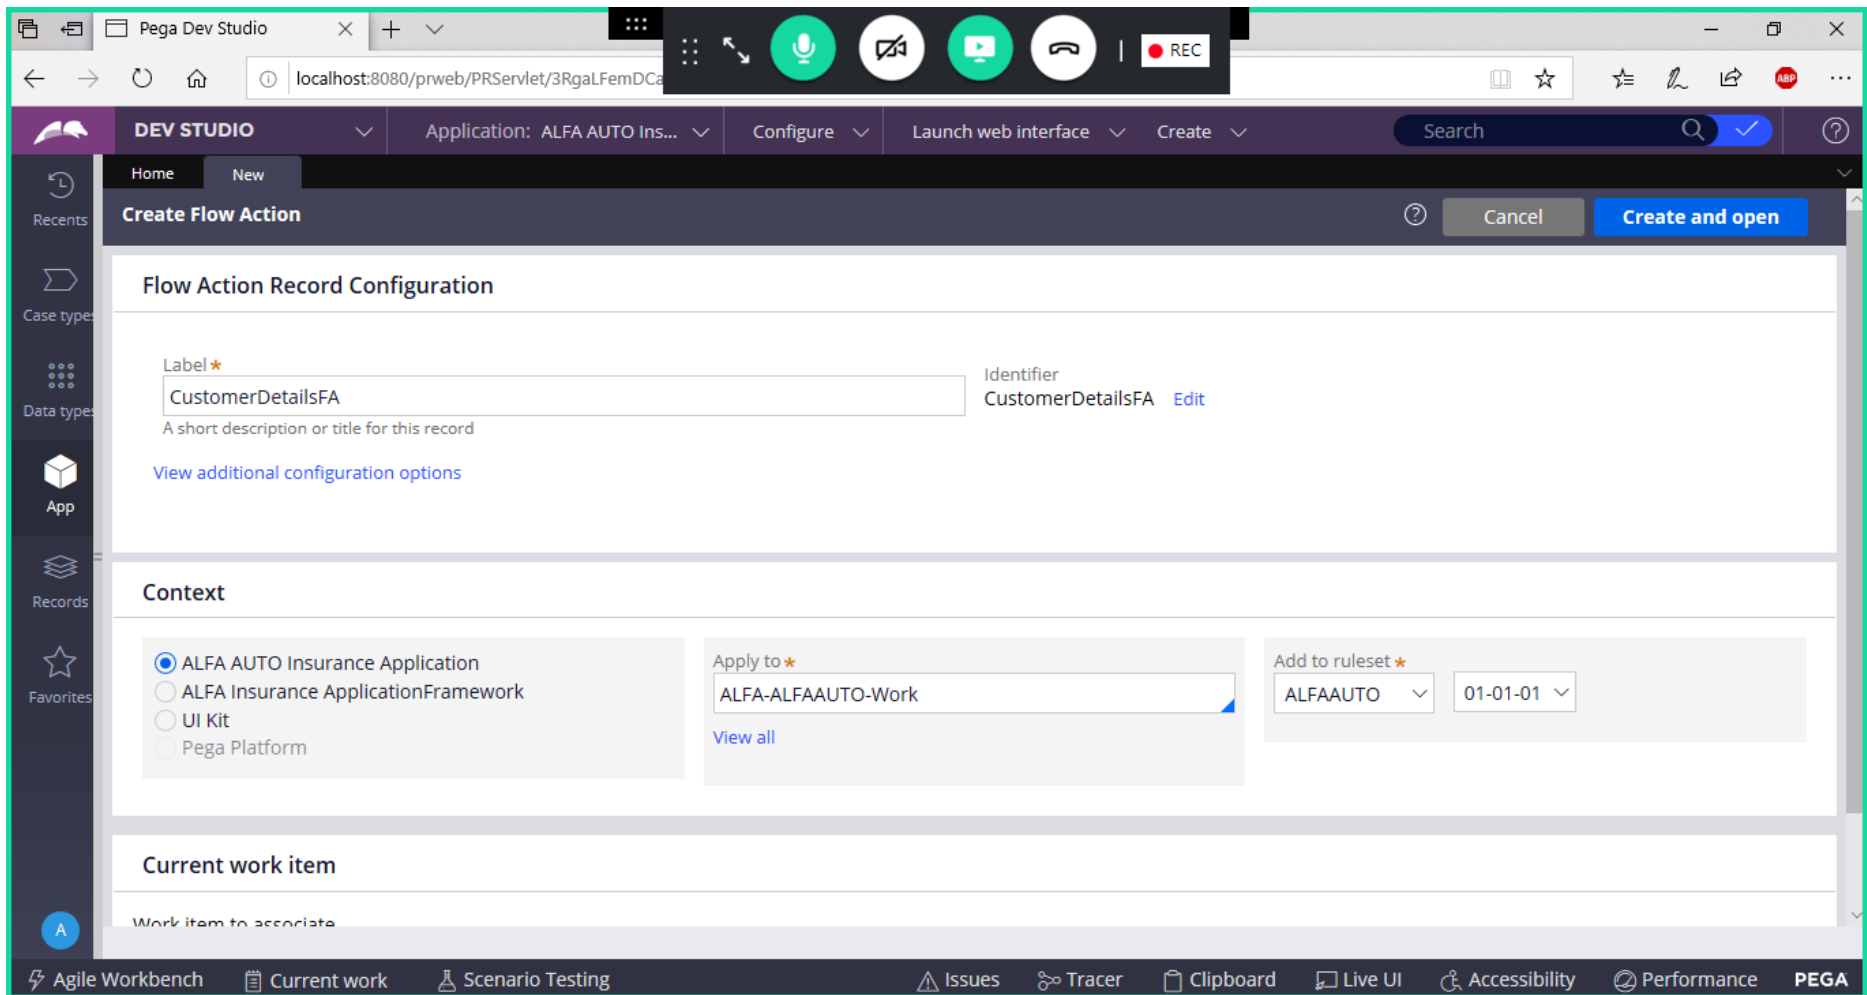 Pega Dev Studio
REC
localhost:8080/prweb/PRServlet/3RgaLFemDCa
ABP
DEV STUDIO
Application: ALFA AUTO Ins...
Configure
Launch web interface
Create
Search
Home
New
Recents
Create Flow Action
Cancel
Create and open
Flow Action Record Configuration
Case types
Label*
Identifier
CustomerDetailsFA
CustomerDetailsFA Edit
Data types
A short description or title for this record
View additional configuration options
App
Context
Records
ALFA AUTO Insurance Application
ALFA Insurance ApplicationFramework
UI Kit
Pega Platform
Apply to*
ALFA-ALFAAUTO-Work
View all
Add to ruleset *
ALFAAUTO
01-01-01
Favorites
Current work item
Work item to associate
A
Agile Workbench
Current work
Scenario Testing
Issues
Tracer
Clipboard
Live UI
Accessibility
Performance
PEGA